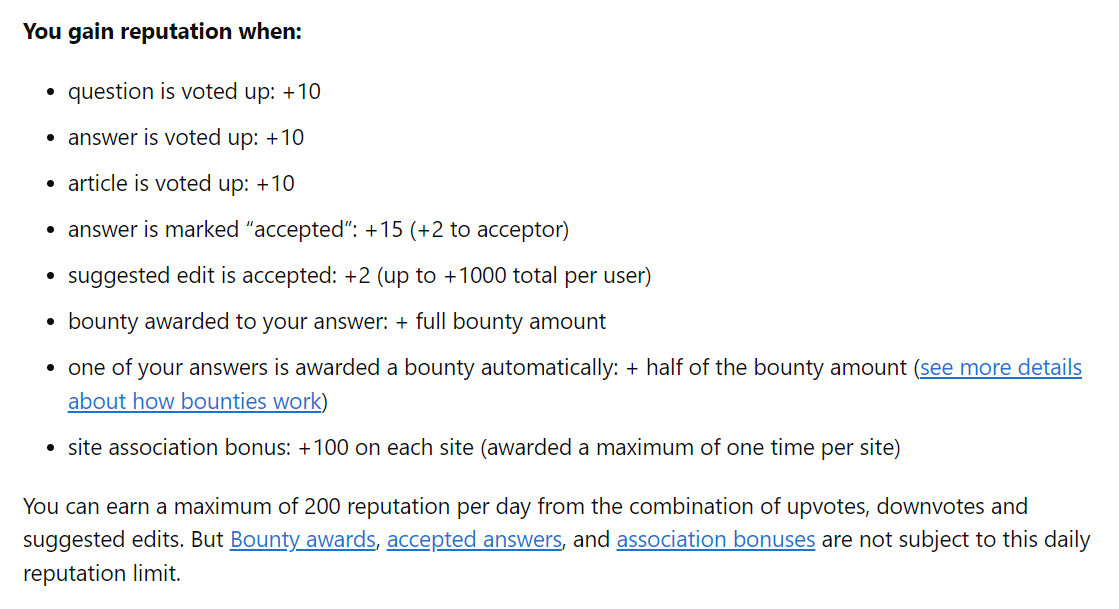 You gain reputation when:
• question is voted up: +10
• answer is voted up: +10
• article is voted up: +10
• answer is marked “accepted”: +15 (+2 to acceptor)
• suggested edit is accepted: +2 (up to +1000 total per user)
• bounty awarded to your answer: + full bounty amount
• one of your answers is awarded a bounty automatically: + half of the bounty amount (see more details
about how bounties work)
• site association bonus: +100 on each site (awarded a maximum of one time per site)
You can earn a maximum of 200 reputation per day from the combination of upvotes, downvotes and
suggested edits. But Bounty awards, accepted answers, and association bonuses are not subject to this daily
reputation limit.